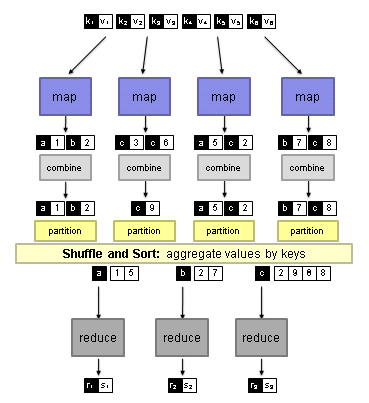 k₁ v₁ k₂ v₂ k₃ v₃ k₄ v₄ k₅ v₅ k₆ v₆
map map map map
a 1 b 2 c 3 c 6 a 5 c 2 b 7 c 8
combine combine combine combine
a 1 b 2 c 9 a 5 c 2 b 7 c 8
partition partition partition partition
Shuffle and Sort: aggregate values by keys
a 1 5 b 2 7 c 2 9 8 8
reduce reduce reduce
r₁ s₁ r₂ s₂ r₃ s₃